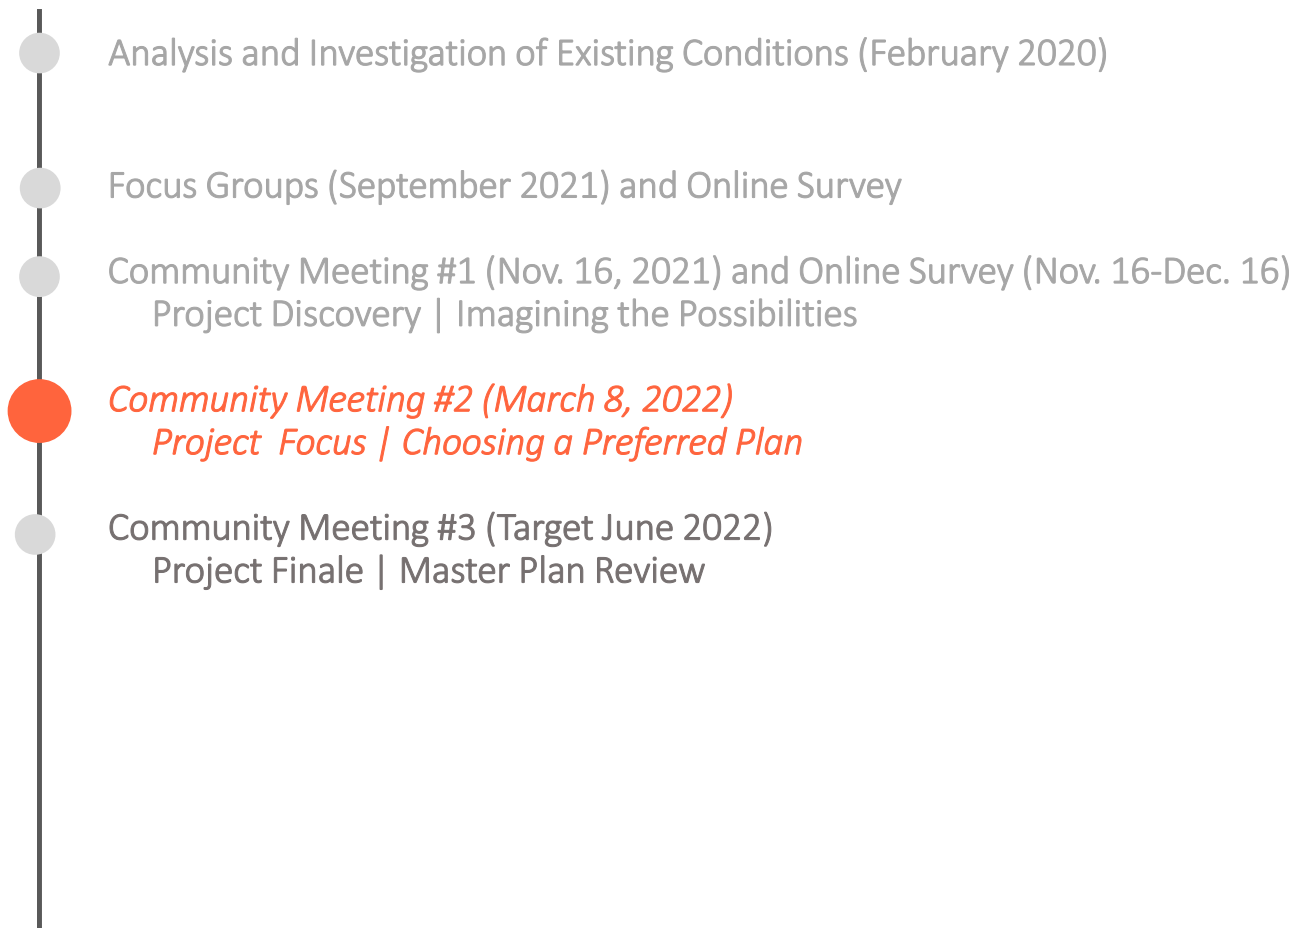 Analysis and Investigation of Existing Conditions (February 2020)
Focus Groups (September 2021) and Online Survey
Community Meeting #1 (Nov. 16, 2021) and Online Survey (Nov. 16-Dec. 16)
Project Discovery | Imagining the Possibilities
Community Meeting #2 (March 8, 2022)
Project  Focus | Choosing a Preferred Plan
Community Meeting #3 (Target June 2022)
Project Finale | Master Plan Review